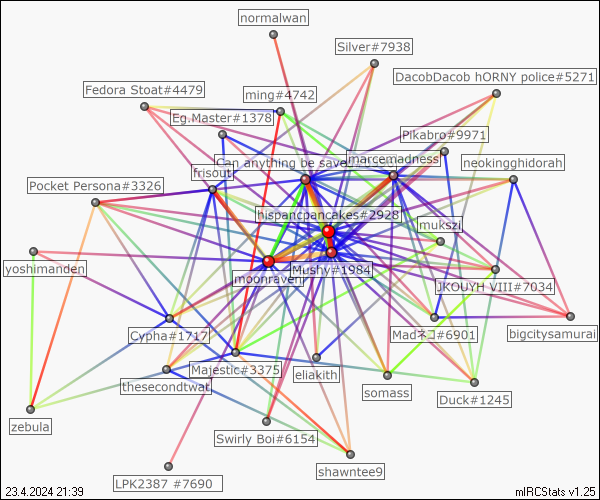 normalwan
Silver#7938
DacobDacob hORNY police#5271
Fedora Stoat#4479
ming#4742
Eg.Master#1378
Pikabro#9971
Can anything be save
marcemadness
neokingghidorah
frisout
Pocket Persona#3326
hispancpancakes#2928
mukszi
yoshimanden
moonraven
Mushy#1984
JKOUYH VIII#7034
Cypha#1717
Madネコ#6901
bigcitysamurai
Majestic#3375
eliakith
thesecondtwat
somass
Duck#1245
zebula
Swirly Boi#6154
shawntee9
LPK2387 #7690
23.4.2024 21:39
mIRCStats v1.25